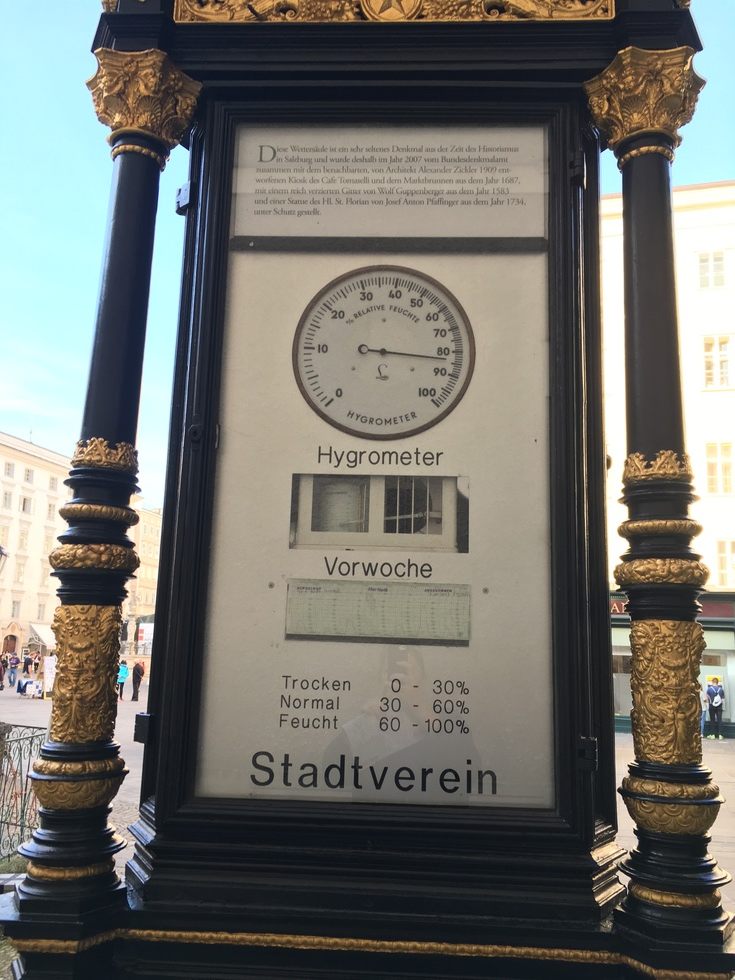 Diese Wettersäule ist ein sehr seltenes Denkmal aus der Zeit des Historismus
in Salzburg und wurde deshalb im Jahr 2007 vom Bundesdenkmalamt
zusammen mit dem benachbarten, von Architekt Alexander Zickler 1909 ent-
worfenen Kiosk des Cafe Tomaselli und dem Marktbrunnen aus dem Jahr 1687,
mit einem reich verzierten Gitter von Wolf Guppenberger aus dem Jahr 1583
und einer Statue des Hl. St. Florian von Josef Anton Pfaffinger aus dem Jahr 1734,
unter Schutz gestellt.
0 10 20 30 40 50 60 70 80 90 100
% RELATIVE FEUCHTE
HYGROMETER
Hygrometer
Vorwoche
Trocken 0 - 30%
Normal 30 - 60%
Feucht 60 - 100%
Stadtverein